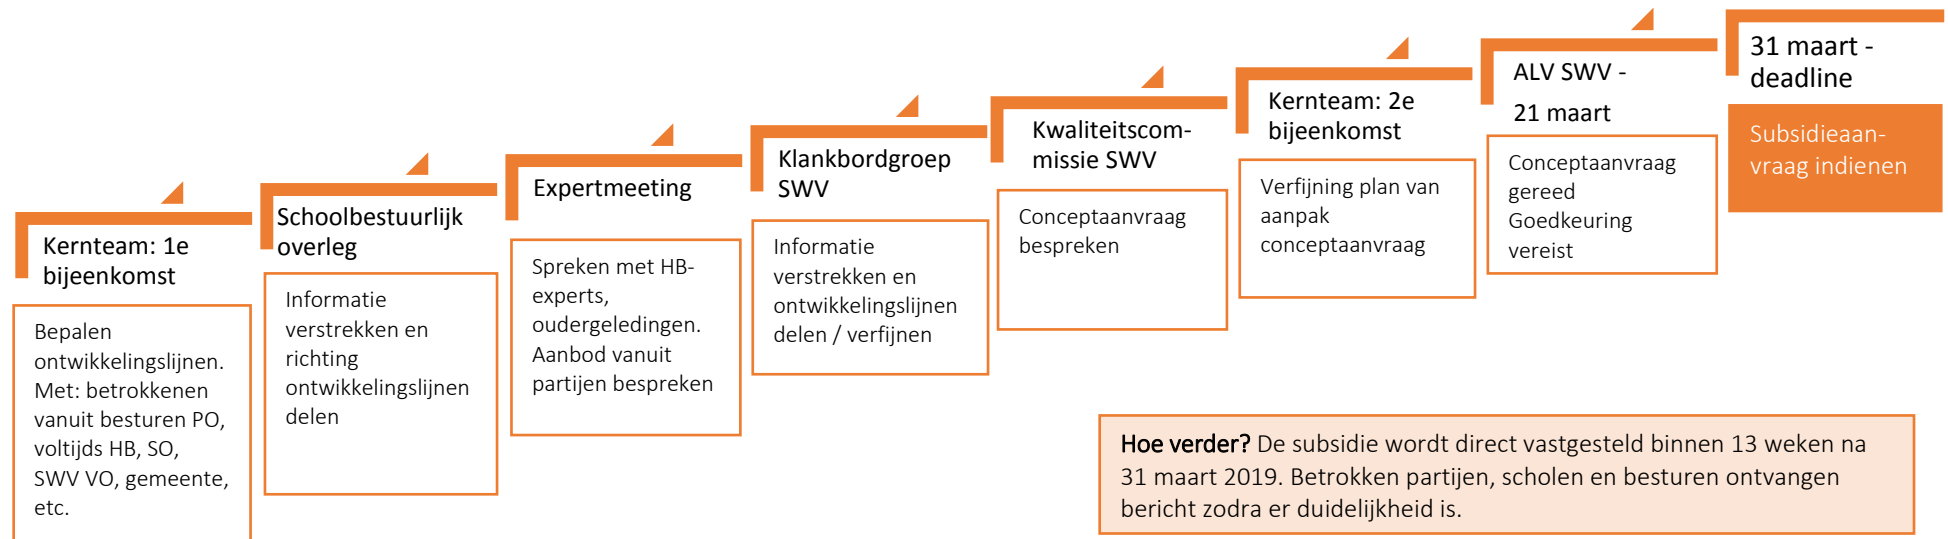 Kernteam: 1e
bijeenkomst
Bepalen
ontwikkelingslijnen.
Met: betrokkenen
vanuit besturen PO,
voltijds HB, SO,
SWV VO, gemeente,
etc.
Schoolbestuurlijk
overleg
Informatie
verstrekken en
richting
ontwikkelingslijnen
delen
Expertmeeting
Spreken met HB-
experts,
oudergeledingen.
Aanbod vanuit
partijen bespreken
Klankbordgroep
SWV
Informatie
verstrekken en
ontwikkelingslijnen
delen / verfijnen
Kwaliteitscom-
missie SWV
Conceptaanvraag
bespreken
Kernteam: 2e
bijeenkomst
Verfijning plan van
aanpak
conceptaanvraag
ALV SWV -
21 maart
Conceptaanvraag
gereed
Goedkeuring
vereist
31 maart -
deadline
Subsidieaan-
vraag indienen
Hoe verder? De subsidie wordt direct vastgesteld binnen 13 weken na
31 maart 2019. Betrokken partijen, scholen en besturen ontvangen
bericht zodra er duidelijkheid is.